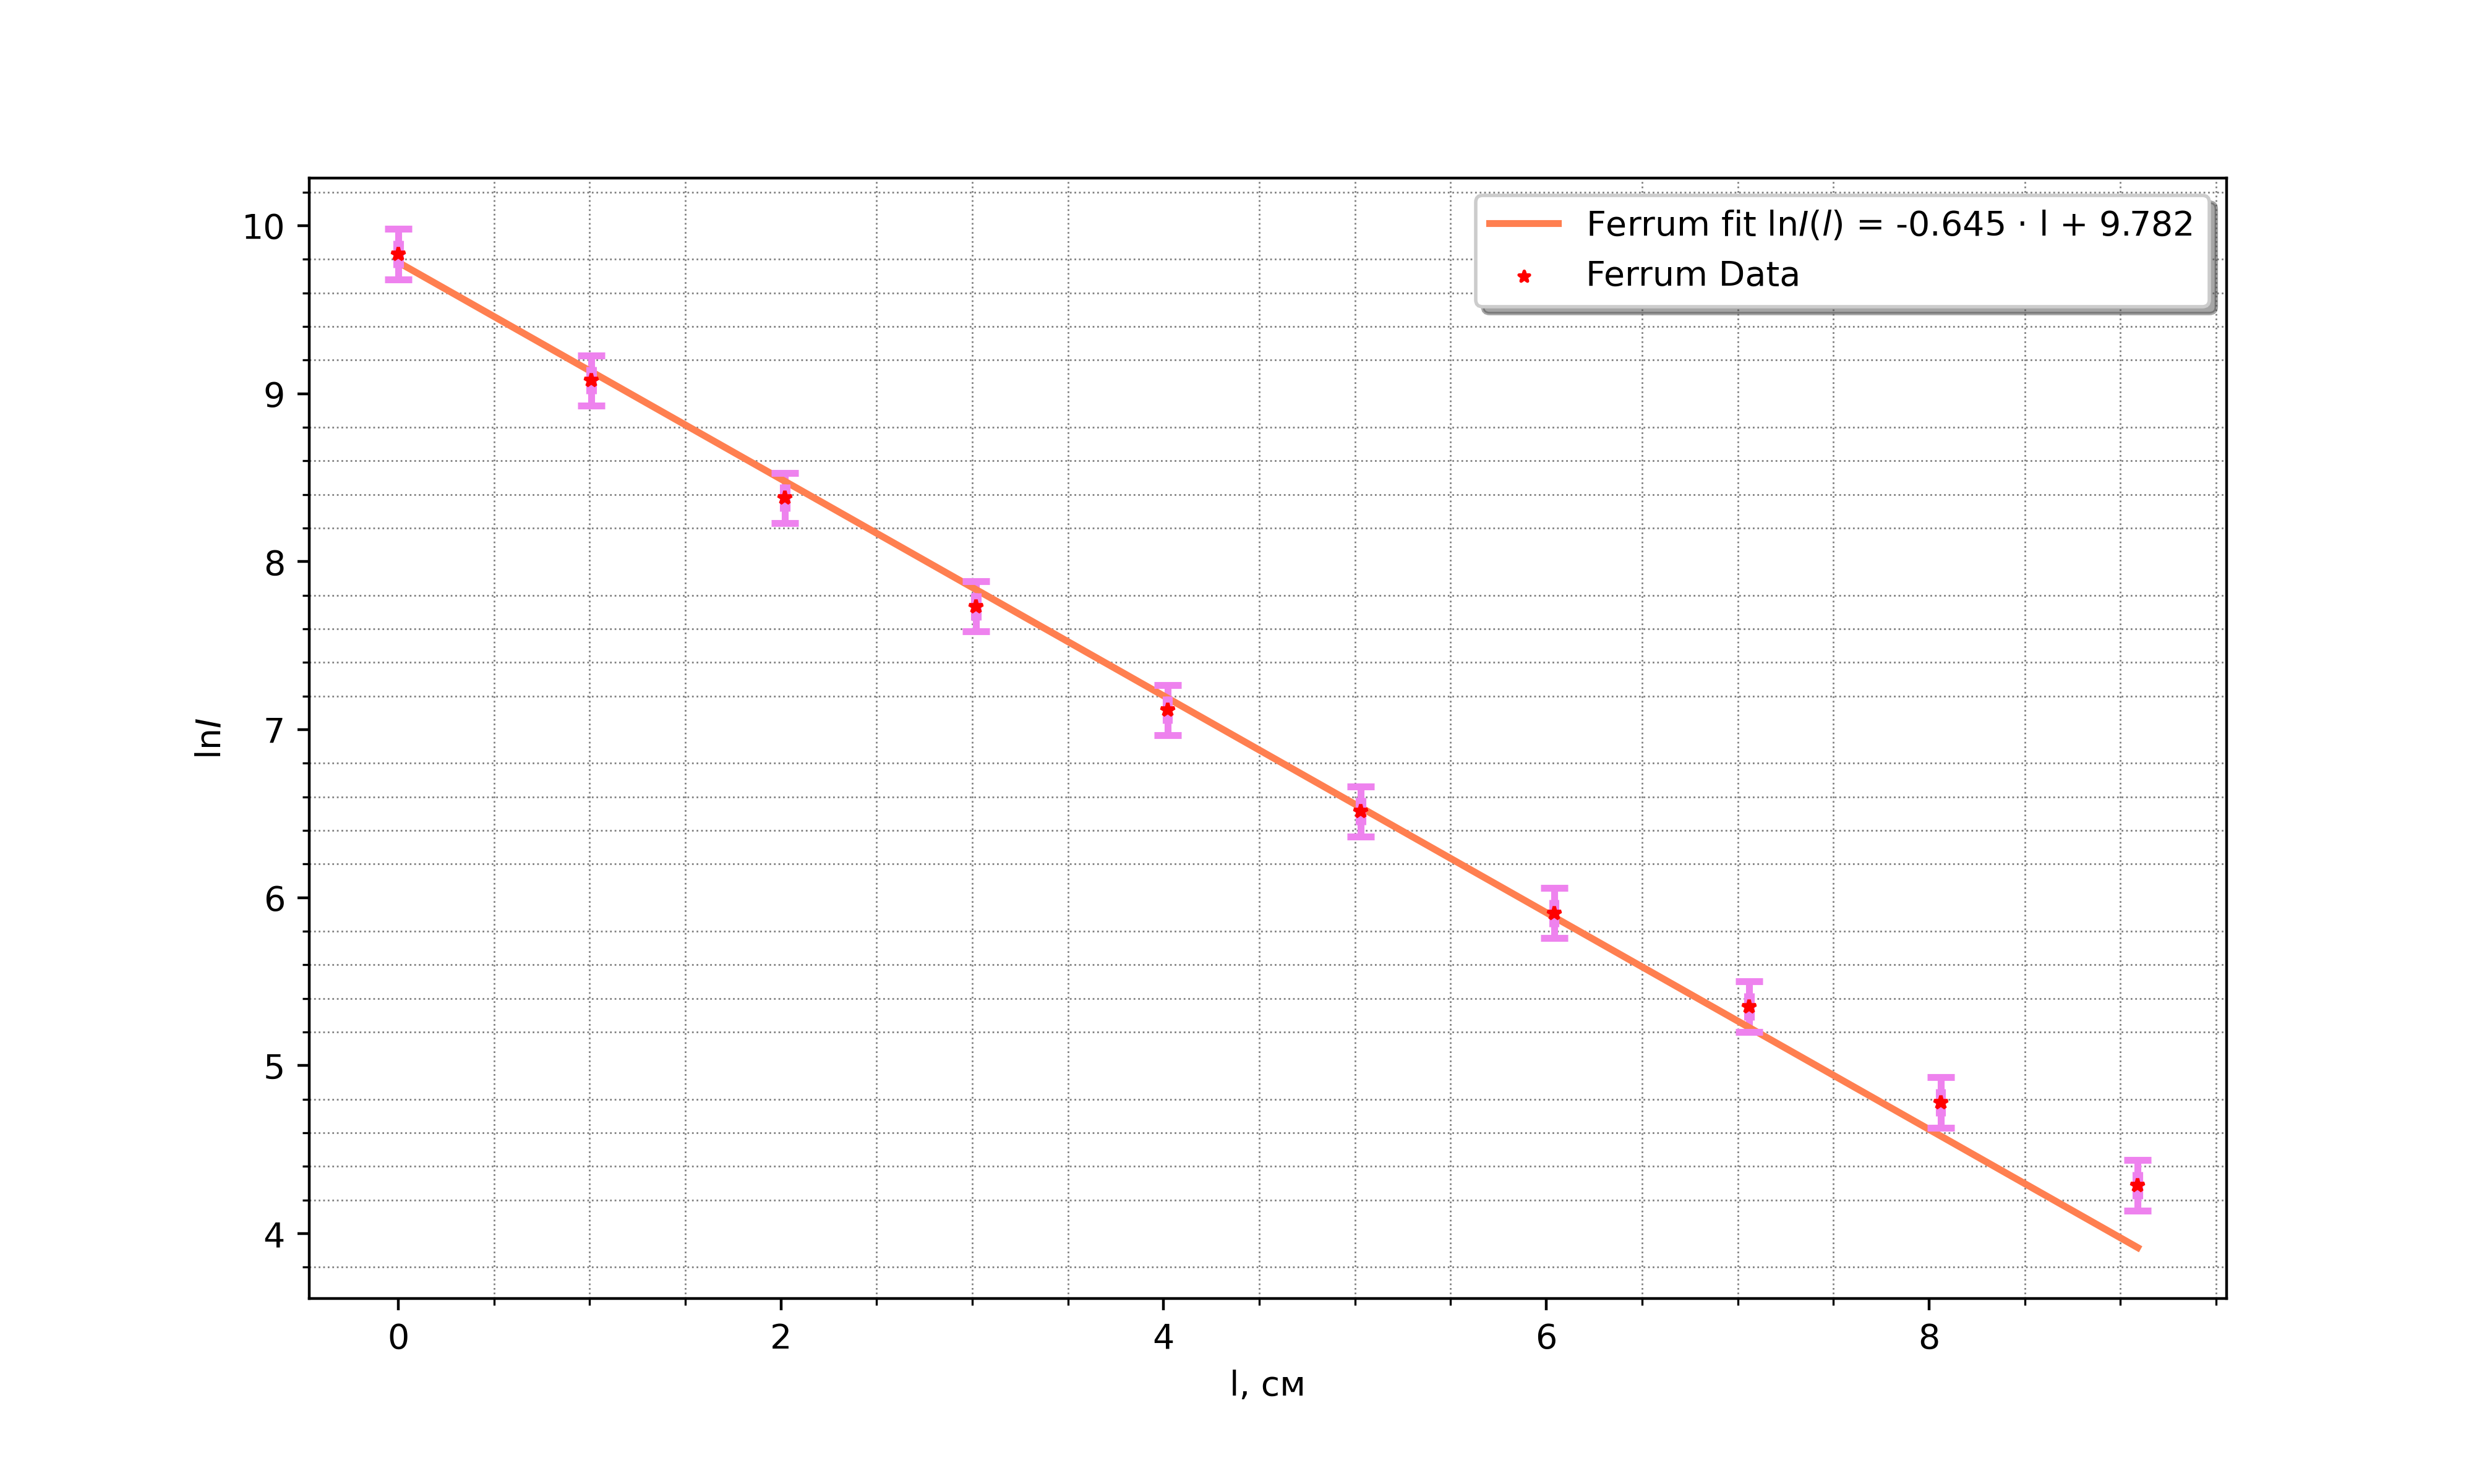 Ferrum fit lnI(l) = -0.645 · l + 9.782
Ferrum Data
10
9
8
7
6
5
4
lnI
0 2 4 6 8
l, см